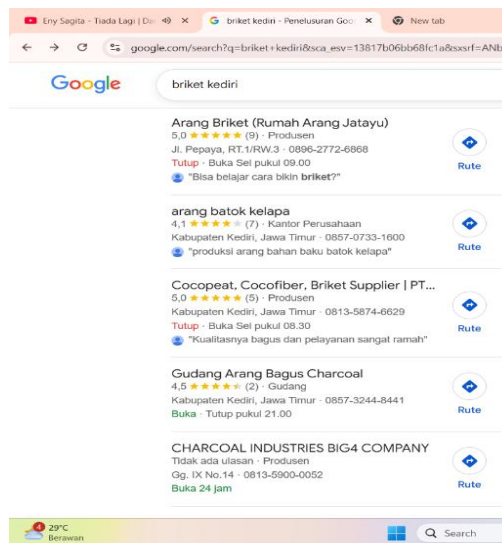 Eny Sagita - Tiada Lagi | Da
briket kediri - Penelusuran Goo
New tab
google.com/search?q=briket+kediri&sca_esv=13817b06bb68fc1a&sxsrf=ANb
Google
briket kediri
Arang Briket (Rumah Arang Jatayu)
5,0 (9) · Produsen
Jl. Pepaya, RT.1/RW.3 · 0896-2772-6868
Tutup · Buka Sel pukul 09.00
"Bisa belajar cara bikin briket?"
Rute
arang batok kelapa
4,1 (7) · Kantor Perusahaan
Kabupaten Kediri, Jawa Timur · 0857-0733-1600
"produksi arang bahan baku batok kelapa"
Rute
Cocopeat, Cocofiber, Briket Supplier | PT...
5,0 (5) · Produsen
Kabupaten Kediri, Jawa Timur · 0813-5874-6629
Tutup · Buka Sel pukul 08.30
"Kualitasnya bagus dan pelayanan sangat ramah"
Rute
Gudang Arang Bagus Charcoal
4,5 (2) · Gudang
Kabupaten Kediri, Jawa Timur · 0857-3244-8441
Buka · Tutup pukul 21.00
Rute
CHARCOAL INDUSTRIES BIG4 COMPANY
Tidak ada ulasan · Produsen
Gg. IX No.14 · 0813-5900-0052
Buka 24 jam
Rute
4
29°C
Berawan
Search